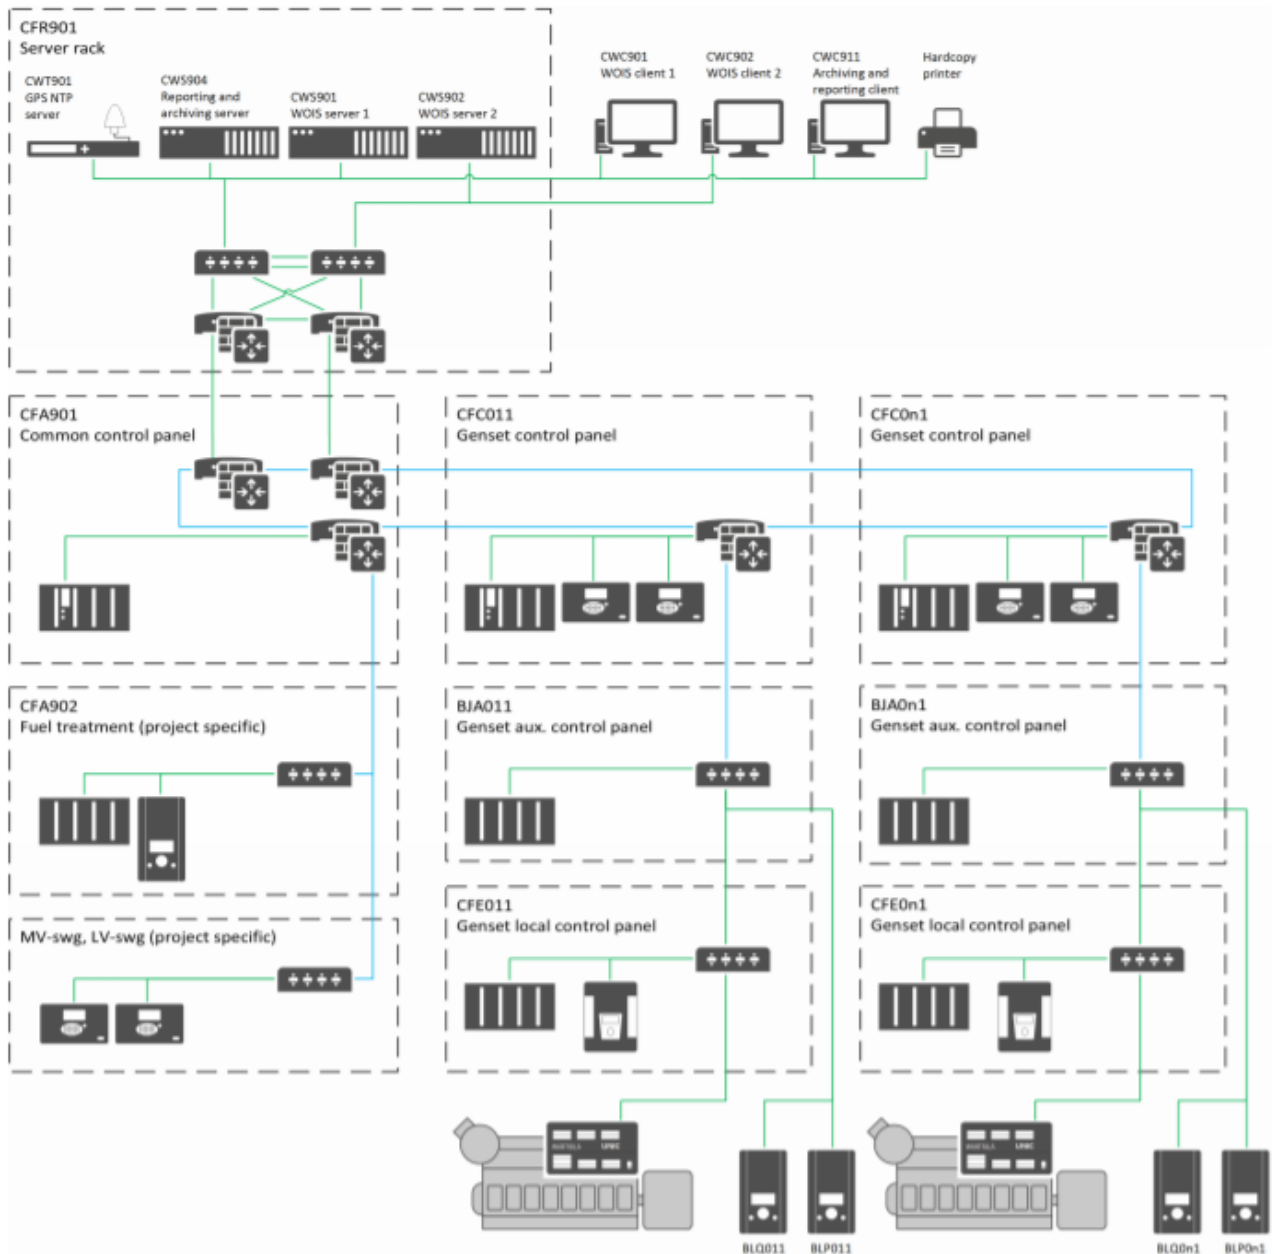 CFR901
Server rack
CWT901
GPS NTP
server
CWS904
Reporting and
archiving server
CWS901
WOIS server 1
CWS902
WOIS server 2
CWC901
WOIS client 1
CWC902
WOIS client 2
CWC911
Archiving and
reporting client
Hardcopy
printer
CFA901
Common control panel
CFC011
Genset control panel
CFC0n1
Genset control panel
CFA902
Fuel treatment (project specific)
BJA011
Genset aux. control panel
BJA0n1
Genset aux. control panel
MV-swg, LV-swg (project specific)
CFE011
Genset local control panel
CFE0n1
Genset local control panel
WARTSILA UNIC
WARTSILA UNIC
BLQ011
BLP011
BLQ0n1
BLP0n1